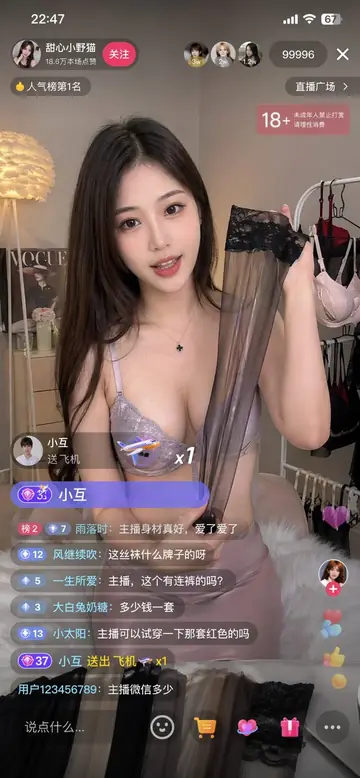 22:47
67
甜心小野猫
18.6万本场点赞
关注
3w
2w
1.2w
99996
人气榜第1名
直播广场
18+
未成年人禁止打赏
请理性消费
VOGUE
小互
送飞机
x1
小互
榜2 7 雨落时：主播身材真好，爱了爱了
12 风继续吹：这丝袜什么牌子的呀
5 一生所爱：主播，这个有连裤的吗?
3 大白兔奶糖：多少钱一套
13 小太阳：主播可以试穿一下那套红色的吗
37 小互 送出 飞机 x1
用户123456789：主播微信多少
说点什么...